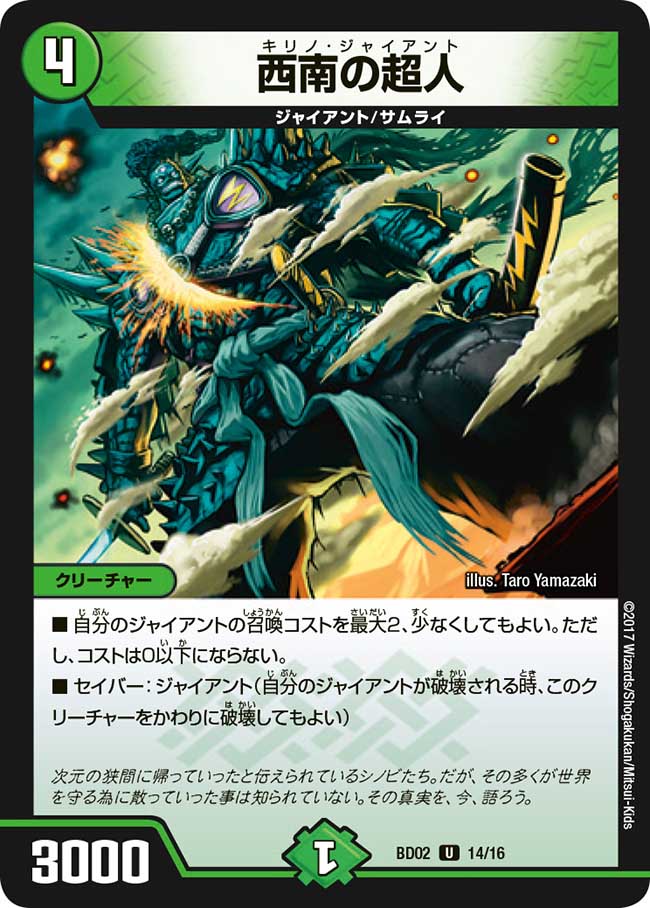 4
キリノ・ジャイアント
西南の超人
ジャイアント/サムライ
クリーチャー
illus. Taro Yamazaki
■自分のジャイアントの召喚コストを最大2、少なくしてもよい。ただ
し、コストは0以下にならない。
■セイバー:ジャイアント(自分のジャイアントが破壊される時、このク
リーチャーをかわりに破壊してもよい)
次元の狭間に帰っていったと伝えられているシノビたち。だが、その多くが世界
を守る為に散っていった事は知られていない。その真実を、今、語ろう。
©2017 Wizards/Shogakukan/Mitsui-Kids
3000
1
BD02 U 14/16